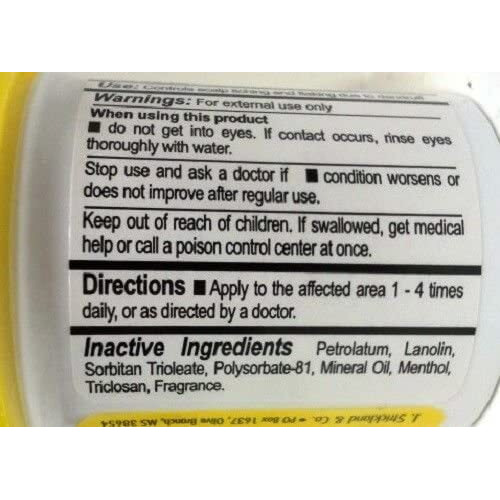 Use: Controls scalp itching and flaking due to dandruff
Warnings: For external use only
When using this product
■ do not get into eyes. If contact occurs, rinse eyes
thoroughly with water.
Stop use and ask a doctor if ■ condition worsens or
does not improve after regular use.
Keep out of reach of children. If swallowed, get medical
help or call a poison control center at once.
Directions ■ Apply to the affected area 1 - 4 times
daily, or as directed by a doctor.
Inactive Ingredients Petrolatum, Lanolin,
Sorbitan Trioleate, Polysorbate-81, Mineral Oil, Menthol,
Triclosan, Fragrance.
J. Strickland & Co. • PO Box 1637, Olive Branch, MS 38654